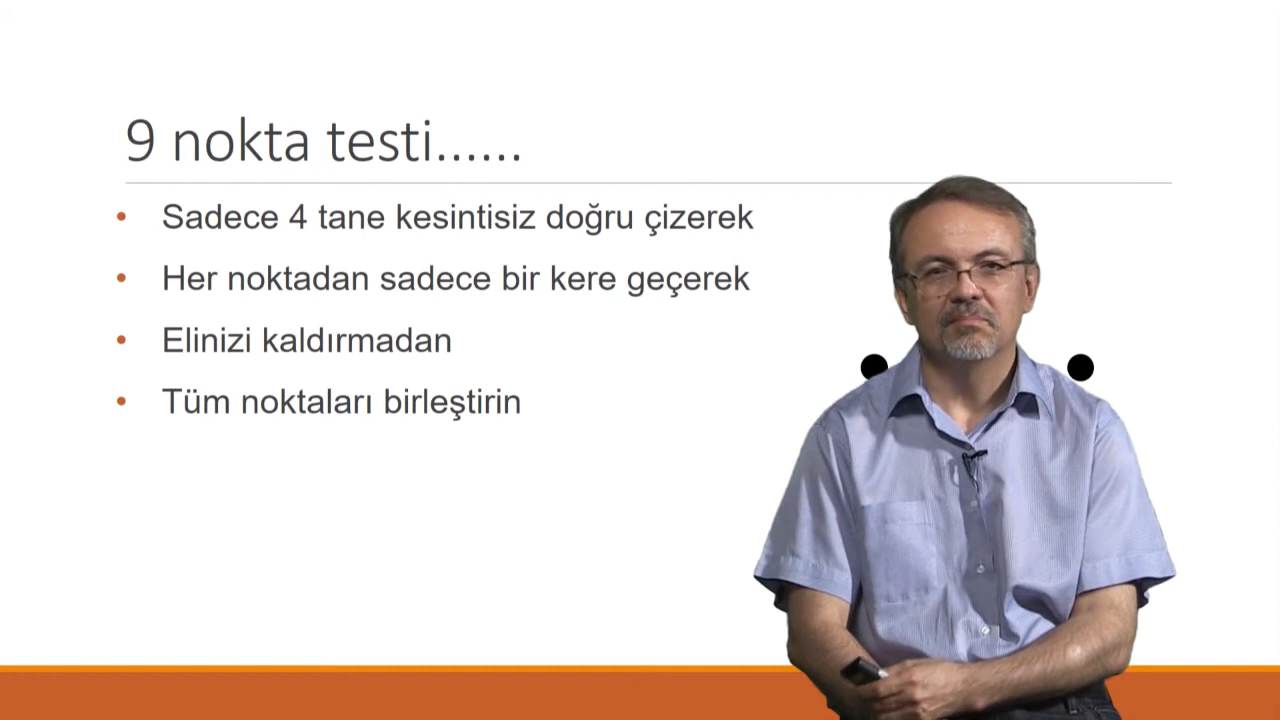 9 nokta testi......
• Sadece 4 tane kesintisiz doğru çizerek
• Her noktadan sadece bir kere geçerek
• Elinizi kaldırmadan
• Tüm noktaları birleştirin